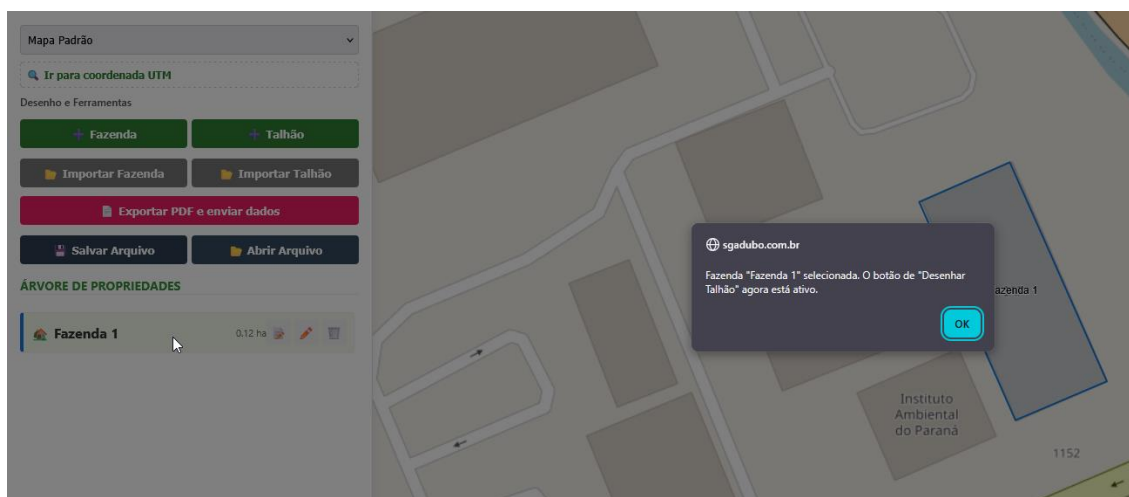 Mapa Padrão
Ir para coordenada UTM
Desenho e Ferramentas
+ Fazenda
+ Talhão
Importar Fazenda
Importar Talhão
Exportar PDF e enviar dados
Salvar Arquivo
Abrir Arquivo
ÁRVORE DE PROPRIEDADES
Fazenda 1
0.12 ha
sgadubo.com.br
Fazenda "Fazenda 1" selecionada. O botão de "Desenhar
Talhão" agora está ativo.
OK
azenda 1
Instituto
Ambiental
do Paraná
1152